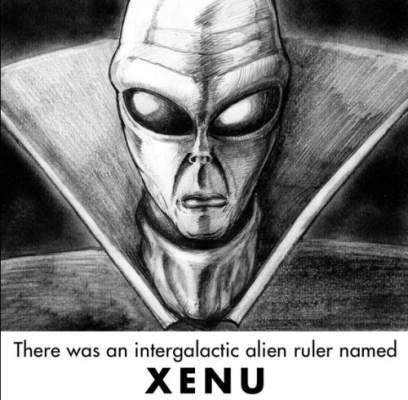 There was an intergalactic alien ruler named
XENU